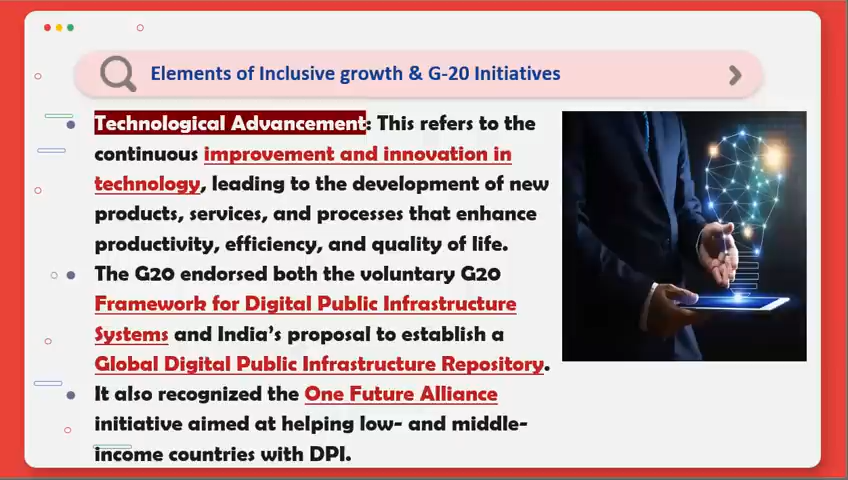 Elements of Inclusive growth & G-20 Initiatives
Technological Advancement: This refers to the
continuous improvement and innovation in
technology, leading to the development of new
products, services, and processes that enhance
productivity, efficiency, and quality of life.
The G20 endorsed both the voluntary G20
Framework for Digital Public Infrastructure
Systems and India's proposal to establish a
Global Digital Public Infrastructure Repository.
It also recognized the One Future Alliance
initiative aimed at helping low- and middle-
income countries with DPI.